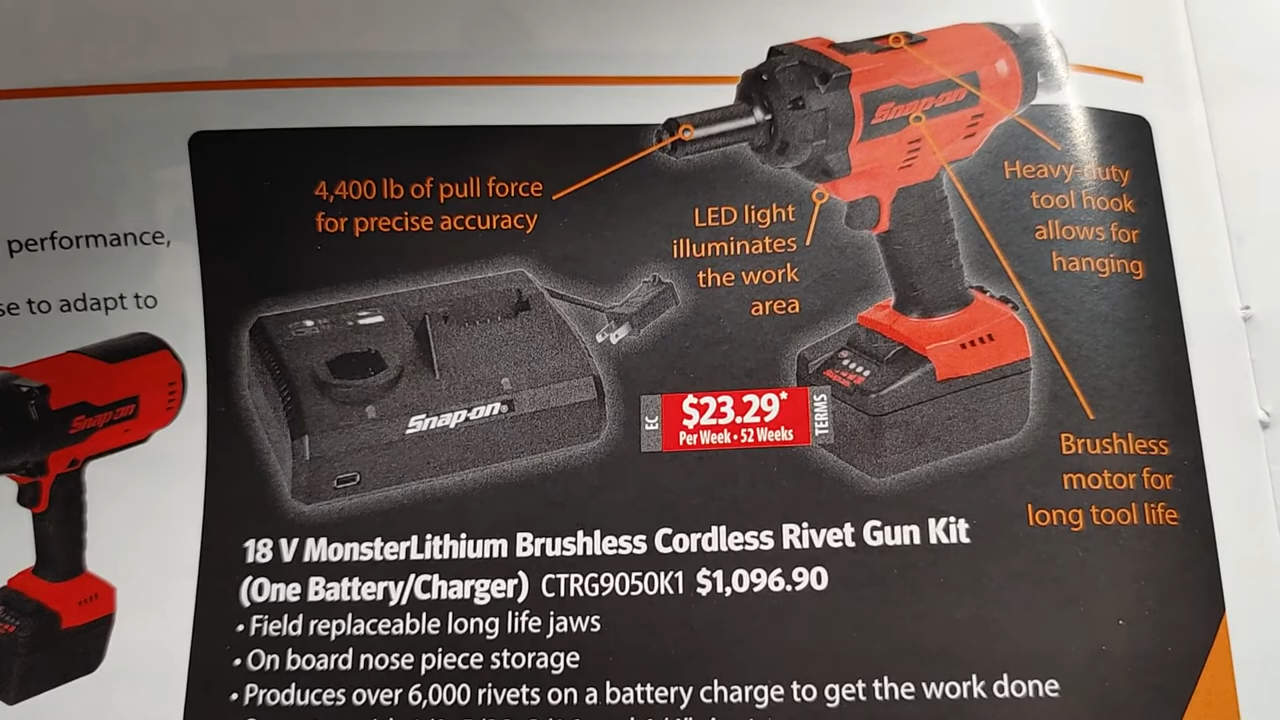 performance,
se to adapt to
Snap-on
4,400 lb of pull force
for precise accuracy
LED light
illuminates
the work
area
Snap-on
Heavy-duty
tool hook
allows for
hanging
Snap-on®
EC
$23.29*
Per Week • 52 Weeks
TERMS
Brushless
motor for
long tool life
18 V MonsterLithium Brushless Cordless Rivet Gun Kit
(One Battery/Charger) CTRG9050K1 $1,096.90
• Field replaceable long life jaws
• On board nose piece storage
• Produces over 6,000 rivets on a battery charge to get the work done